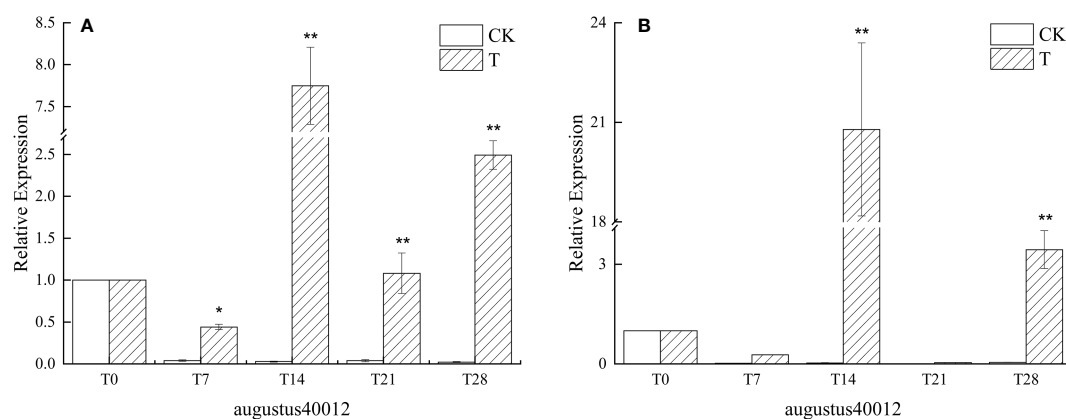 A
CK
T
**
**
**
*
8.5
8.0
7.5
2.5
2.0
1.5
1.0
0.5
0.0
Relative Expression
T0 T7 T14 T21 T28
augustus40012
B
CK
T
**
**
24
21
18
3
0
Relative Expression
T0 T7 T14 T21 T28
augustus40012